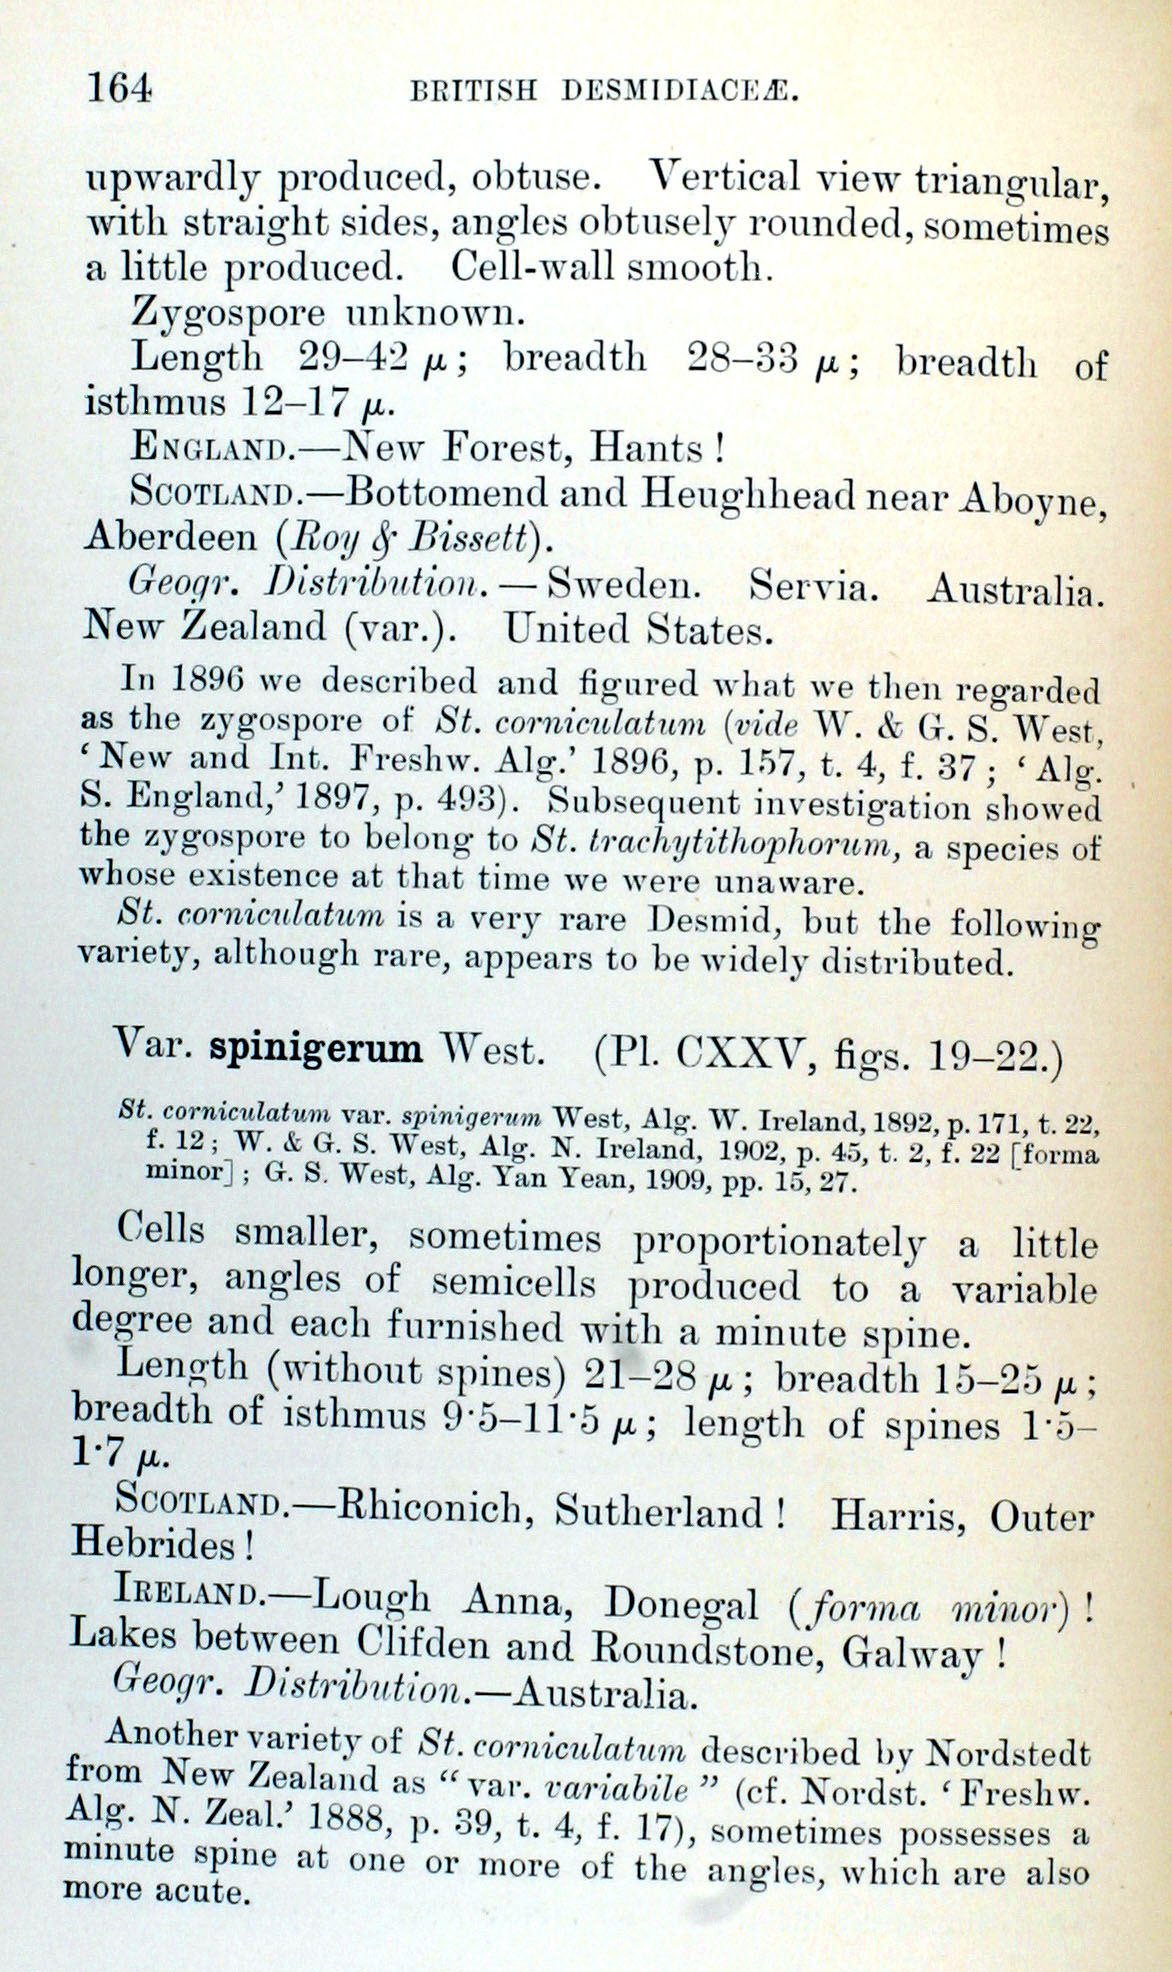 164 BRITISH DESMIDIACEÆ.
upwardly produced, obtuse. Vertical view triangular,
with straight sides, angles obtusely rounded, sometimes
a little produced. Cell-wall smooth.
Zygospore unknown.
Length 29–42 μ; breadth 28–33 μ; breadth of
isthmus 12–17 μ.
ENGLAND.—New Forest, Hants!
SCOTLAND.—Bottomend and Heughhead near Aboyne,
Aberdeen (Roy & Bissett).
Geogr. Distribution.—Sweden. Servia. Australia.
New Zealand (var.). United States.
In 1896 we described and figured what we then regarded
as the zygospore of St. corniculatum (vide W. & G. S. West,
‘New and Int. Freshw. Alg.’ 1896, p. 157, t. 4, f. 37; ‘Alg.
S. England,’ 1897, p. 493). Subsequent investigation showed
the zygospore to belong to St. trachytithophorum, a species of
whose existence at that time we were unaware.
St. corniculatum is a very rare Desmid, but the following
variety, although rare, appears to be widely distributed.
Var. spinigerum West. (Pl. CXXV, figs. 19–22.)
St. corniculatum var. spinigerum West, Alg. W. Ireland, 1892, p. 171, t. 22,
f. 12; W. & G. S. West, Alg. N. Ireland, 1902, p. 45, t. 2, f. 22 [forma
minor]; G. S. West, Alg. Yan Yean, 1909, pp. 15, 27.
Cells smaller, sometimes proportionately a little
longer, angles of semicells produced to a variable
degree and each furnished with a minute spine.
Length (without spines) 21–28 μ; breadth 15–25 μ;
breadth of isthmus 9·5–11·5 μ; length of spines 1·5–
1·7 μ.
SCOTLAND.—Rhiconich, Sutherland! Harris, Outer
Hebrides!
IRELAND.—Lough Anna, Donegal (forma minor)!
Lakes between Clifden and Roundstone, Galway!
Geogr. Distribution.—Australia.
Another variety of St. corniculatum described by Nordstedt
from New Zealand as “var. variabile” (cf. Nordst. ‘Freshw.
Alg. N. Zeal.’ 1888, p. 39, t. 4, f. 17), sometimes possesses a
minute spine at one or more of the angles, which are also
more acute.